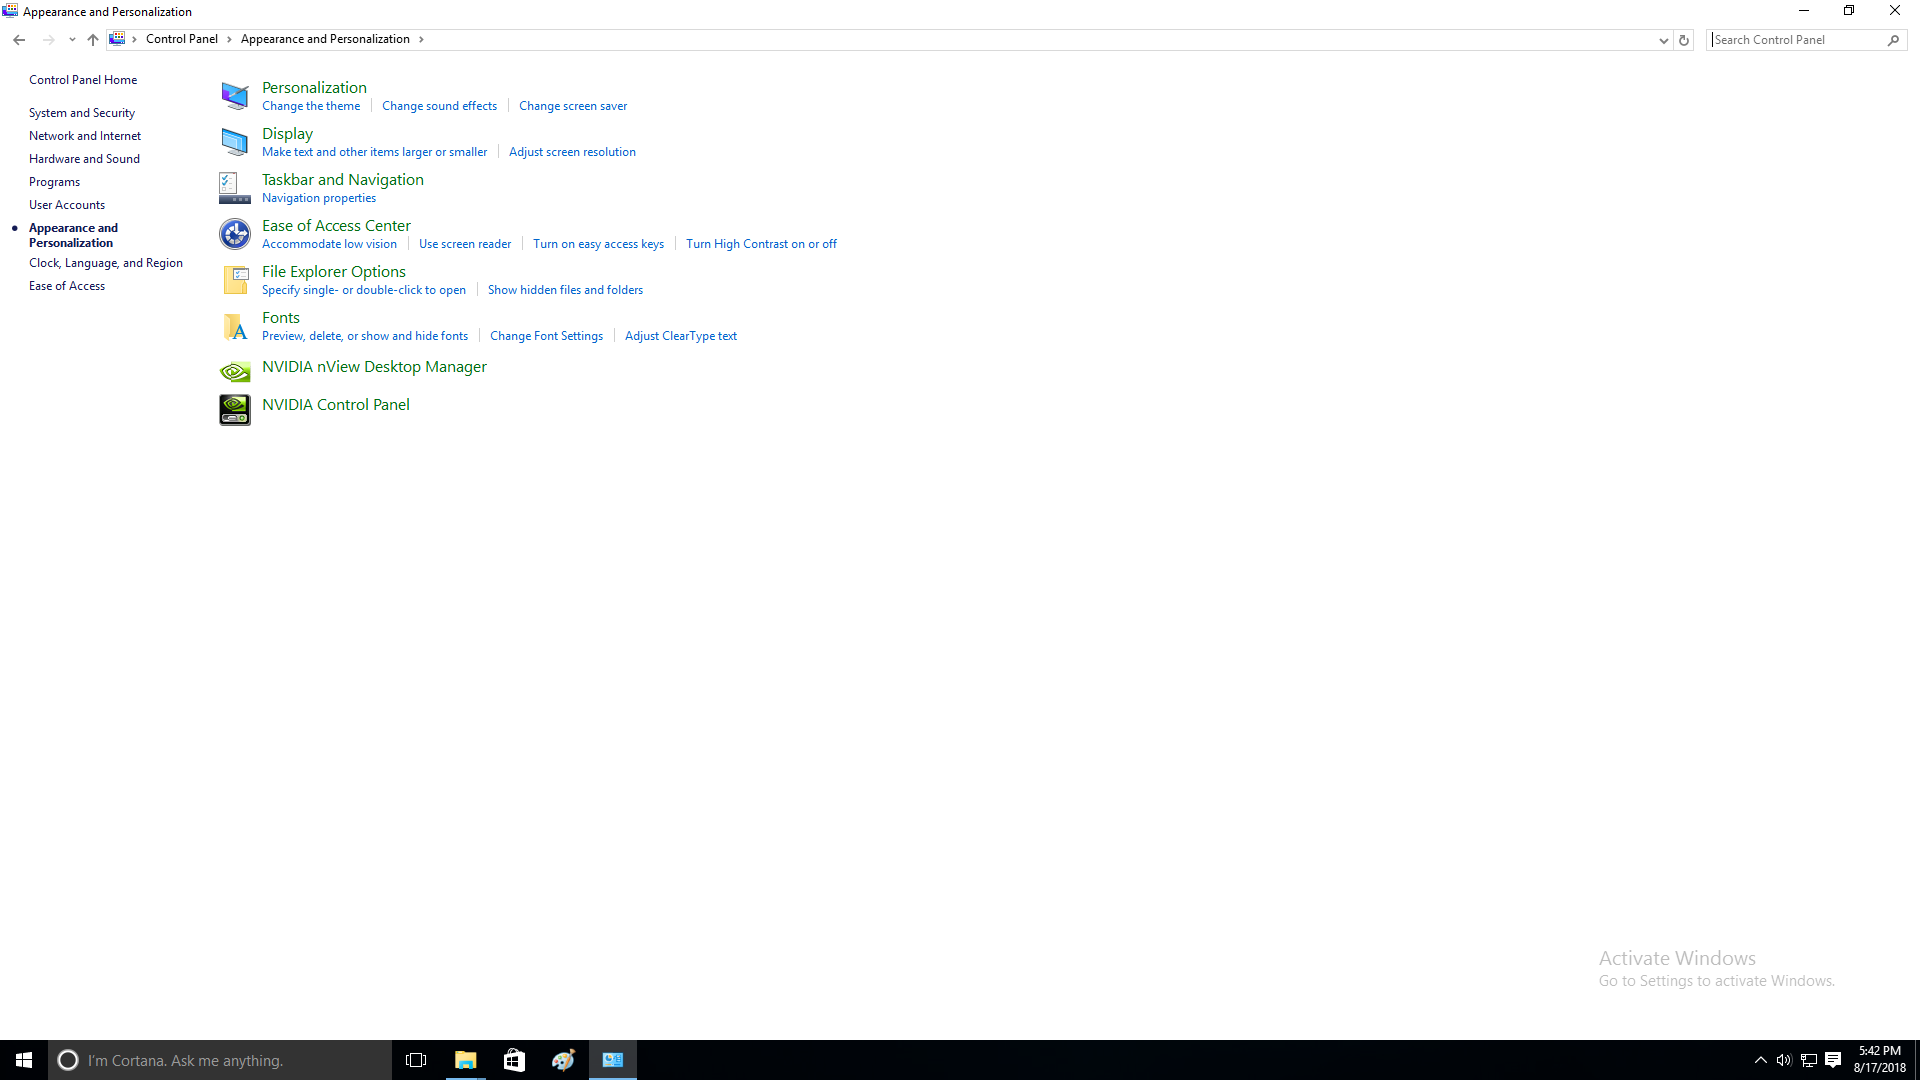 Appearance and Personalization
Control Panel Appearance and Personalization
Search Control Panel
Control Panel Home
System and Security
Network and Internet
Hardware and Sound
Programs
User Accounts
Appearance and
Personalization
Clock, Language, and Region
Ease of Access
Personalization
Change the theme Change sound effects Change screen saver
Display
Make text and other items larger or smaller Adjust screen resolution
Taskbar and Navigation
Navigation properties
Ease of Access Center
Accommodate low vision Use screen reader Turn on easy access keys Turn High Contrast on or off
File Explorer Options
Specify single- or double-click to open Show hidden files and folders
Fonts
Preview, delete, or show and hide fonts Change Font Settings Adjust ClearType text
NVIDIA nView Desktop Manager
NVIDIA Control Panel
Activate Windows
Go to Settings to activate Windows.
I'm Cortana. Ask me anything.
5:42 PM
8/17/2018